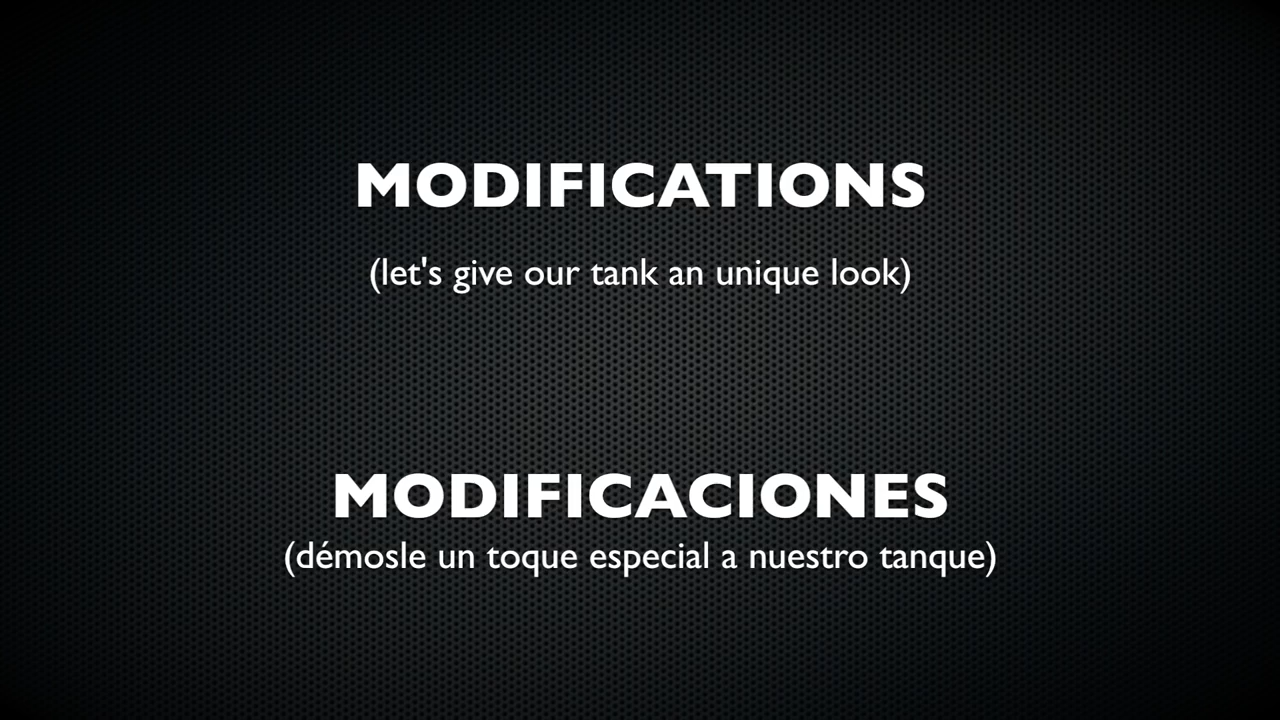 MODIFICATIONS
(let's give our tank an unique look)
MODIFICACIONES
(démosle un toque especial a nuestro tanque)